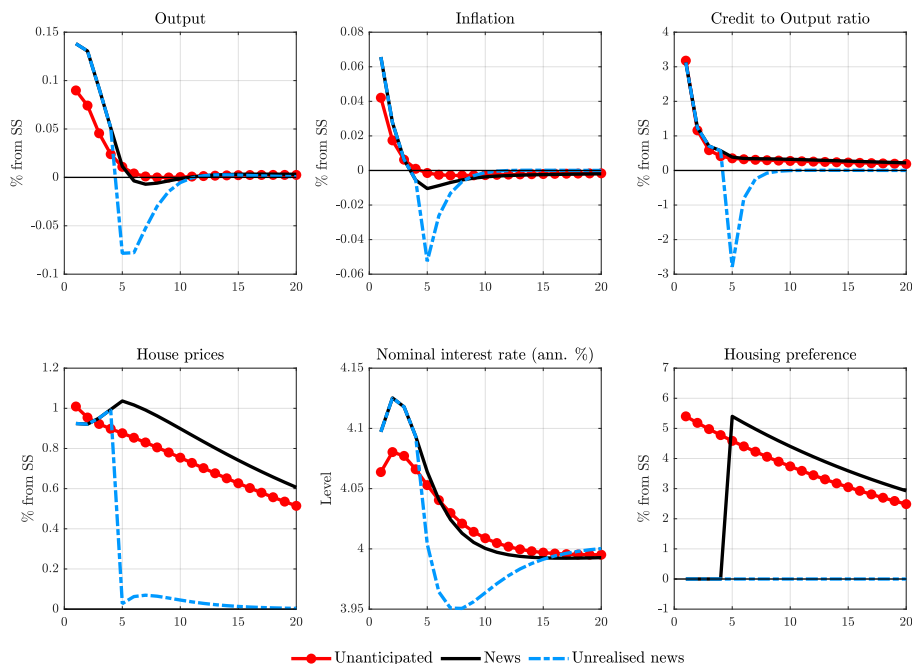 Output
Inflation
Credit to Output ratio
% from SS
0.15
0.1
0.05
0
-0.05
-0.1
0 5 10 15 20
% from SS
0.06
0.04
0.02
0
-0.02
-0.04
-0.06
0 5 10 15 20
% from SS
4
3
2
1
0
-1
-2
-3
0 5 10 15 20
House prices
Nominal interest rate (ann. %)
Housing preference
% from SS
1.2
1
0.8
0.6
0.4
0.2
0
0 5 10 15 20
Level
4.15
4.1
4.05
4
3.95
0 5 10 15 20
% from SS
7
6
5
4
3
2
1
0
-1
0 5 10 15 20
Unanticipated News Unrealised news